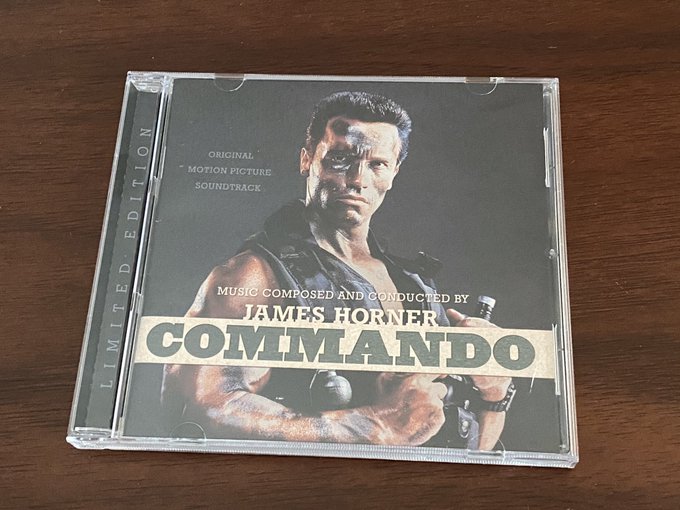 LIMITED EDITION
ORIGINAL
MOTION PICTURE
SOUNDTRACK
MUSIC COMPOSED AND CONDUCTED BY
JAMES HORNER
COMMANDO